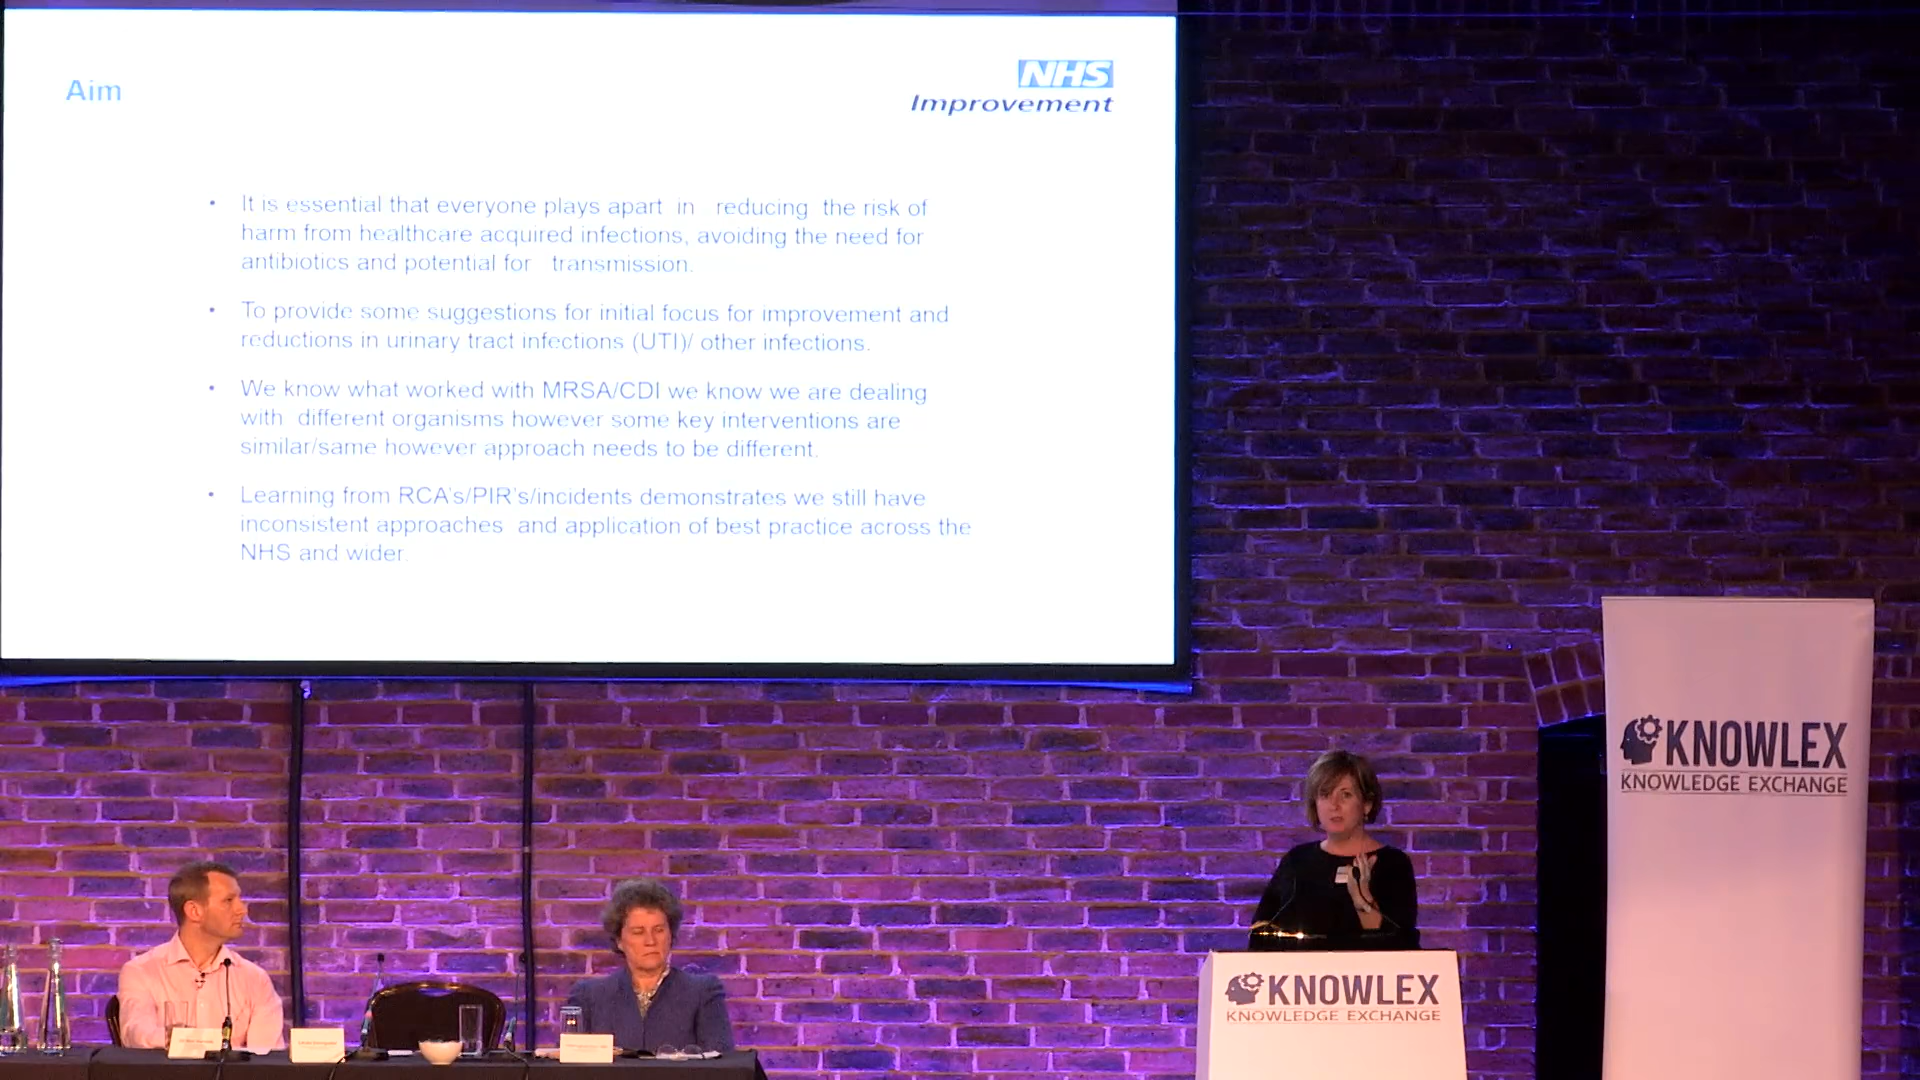 Aim
NHS
Improvement
• It is essential that everyone plays apart in reducing the risk of
harm from healthcare acquired infections, avoiding the need for
antibiotics and potential for transmission.
• To provide some suggestions for initial focus for improvement and
reductions in urinary tract infections (UTI)/ other infections.
• We know what worked with MRSA/CDI we know we are dealing
with different organisms however some key interventions are
similar/same however approach needs to be different.
• Learning from RCA's/PIR's/incidents demonstrates we still have
inconsistent approaches and application of best practice across the
NHS and wider.
KNOWLEX
KNOWLEDGE EXCHANGE
KNOWLEX
KNOWLEDGE EXCHANGE